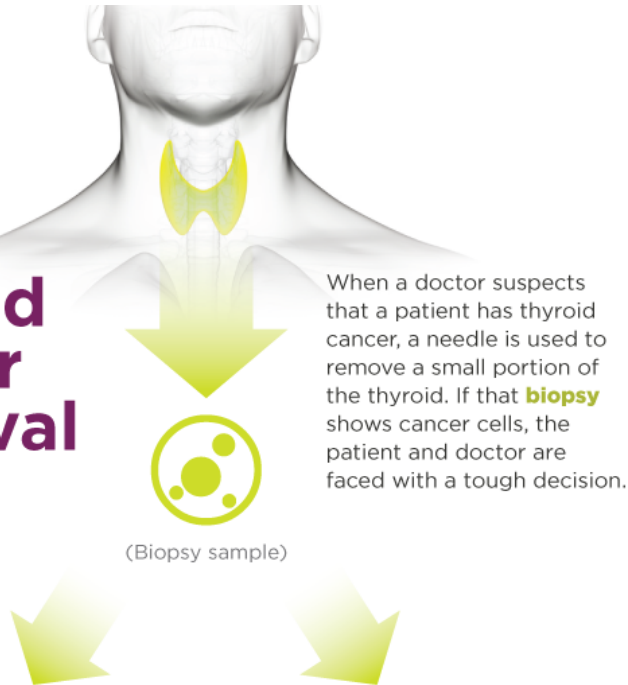 d
r
val
When a doctor suspects
that a patient has thyroid
cancer, a needle is used to
remove a small portion of
the thyroid. If that biopsy
shows cancer cells, the
patient and doctor are
faced with a tough decision.
(Biopsy sample)